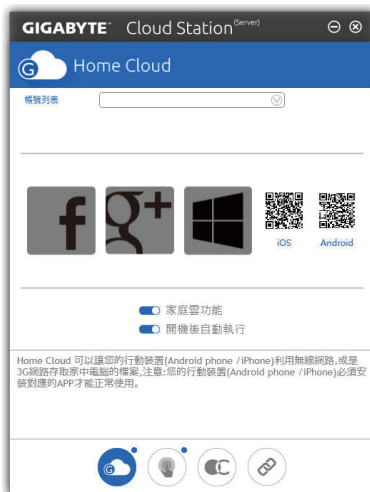 GIGABYTE™ Cloud Station (Server)
G Home Cloud
帳號列表
f g+
iOS Android
家庭雲功能
開機後自動執行
Home Cloud 可以讓您的行動裝置(Android phone /iPhone)利用無線網路,或是
3G網路存取家中電腦的檔案,注意:您的行動裝置(Android phone /iPhone)必須安
裝對應的APP才能正常使用。
G